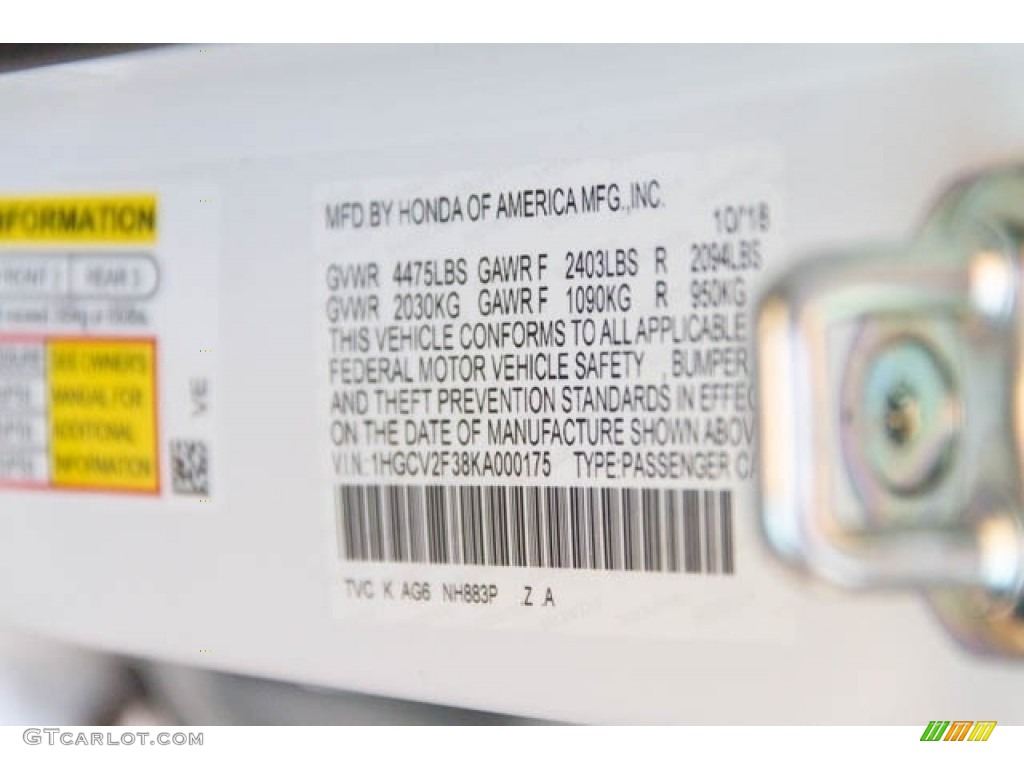 INFORMATION
SEE OWNER'S
MANUAL FOR
ADDITIONAL
INFORMATION
VE
MFD.BY HONDA OF AMERICA MFG.,INC.
10/18
GVWR 4475LBS GAWR F 2403LBS R 2094LBS
GVWR 2030KG GAWR F 1090KG R 950KG
THIS VEHICLE CONFORMS TO ALL APPLICABLE
FEDERAL MOTOR VEHICLE SAFETY , BUMPER
AND THEFT PREVENTION STANDARDS IN EFFEC
ON THE DATE OF MANUFACTURE SHOWN ABOV
V.I.N.:1HGCV2F38KA000175 TYPE:PASSENGER CA
TVC K AG6 NH883P .Z .A
GTCARLOT.COM